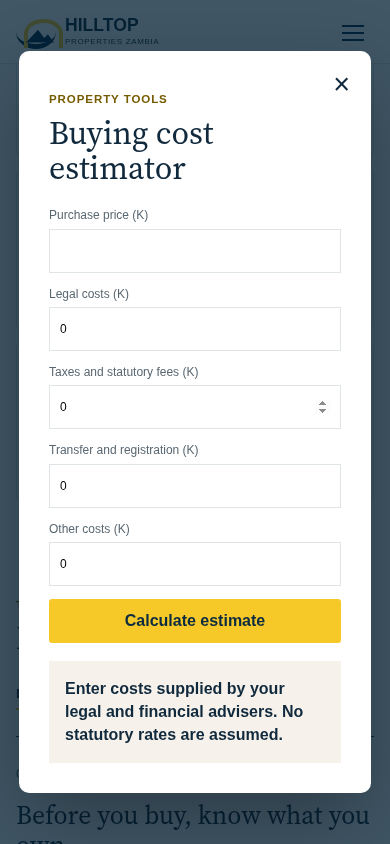 HILLTOP
PROPERTIES ZAMBIA
PROPERTY TOOLS
Buying cost
estimator
Purchase price (K)
Legal costs (K)
0
Taxes and statutory fees (K)
0
Transfer and registration (K)
0
Other costs (K)
0
Calculate estimate
Enter costs supplied by your
legal and financial advisers. No
statutory rates are assumed.
Before you buy, know what you
own